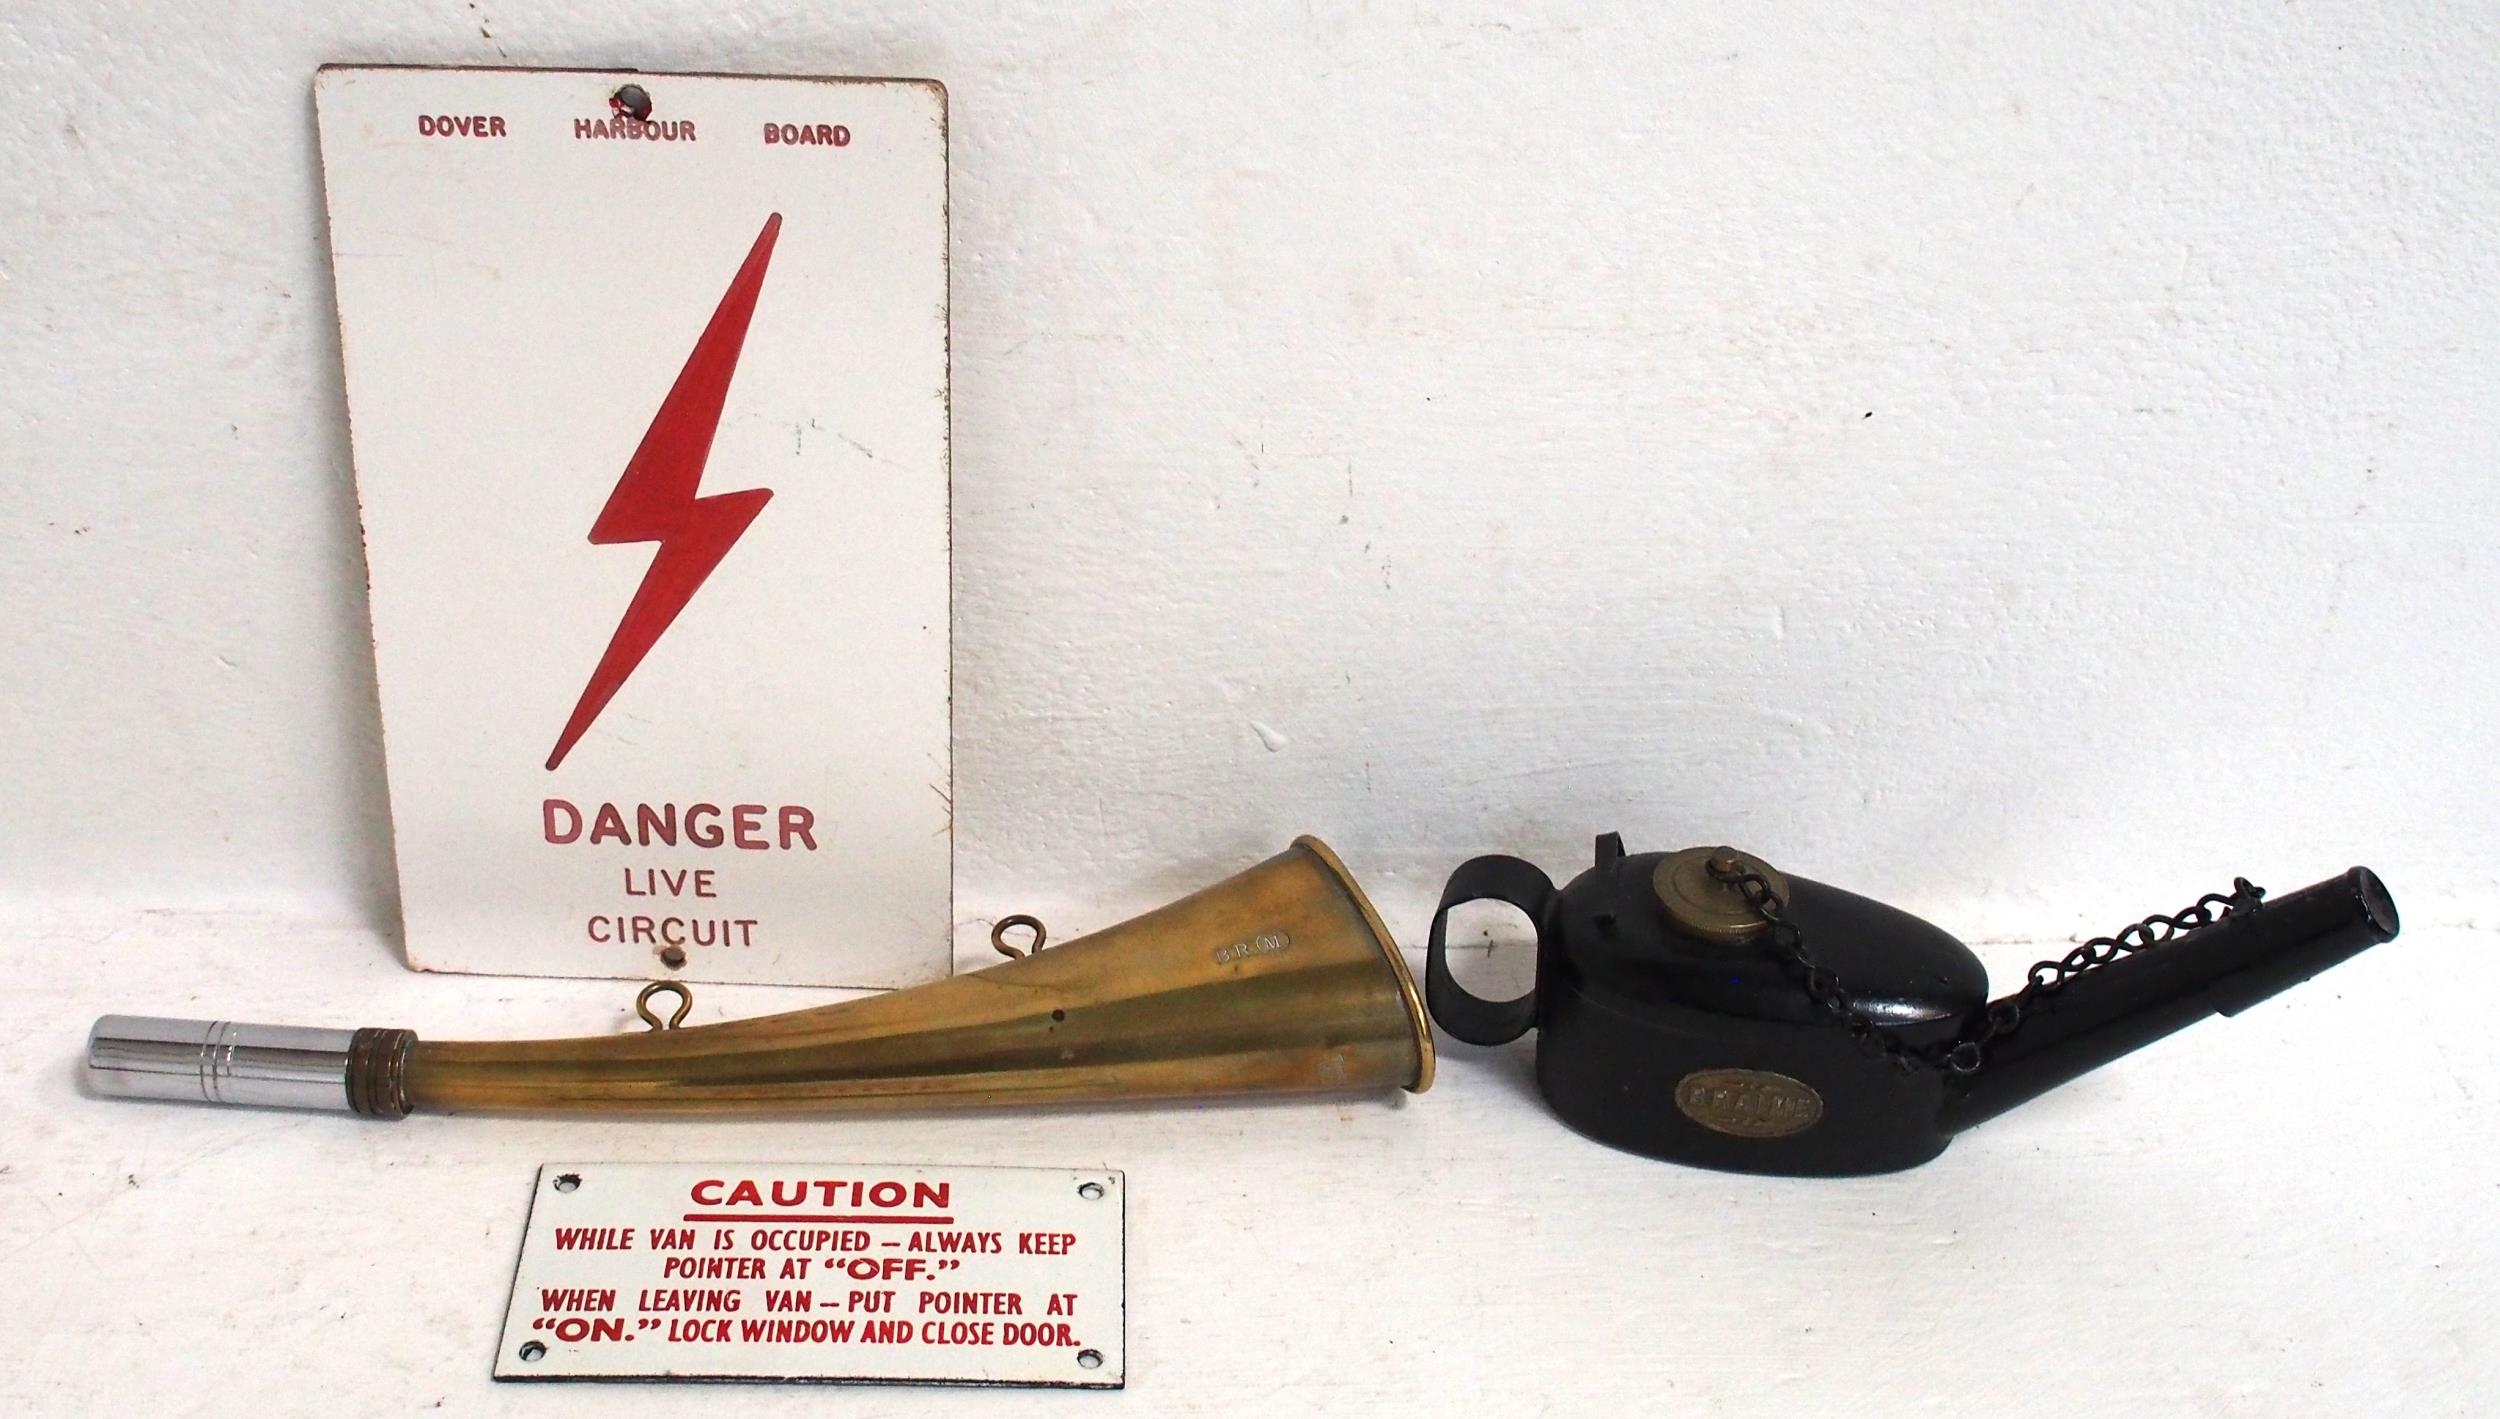 DOVER HARBOUR BOARD
DANGER
LIVE
CIRCUIT
B.R.(M)
BRAIME
CAUTION
WHILE VAN IS OCCUPIED – ALWAYS KEEP
POINTER AT “OFF.”
WHEN LEAVING VAN – PUT POINTER AT
“ON.” LOCK WINDOW AND CLOSE DOOR.